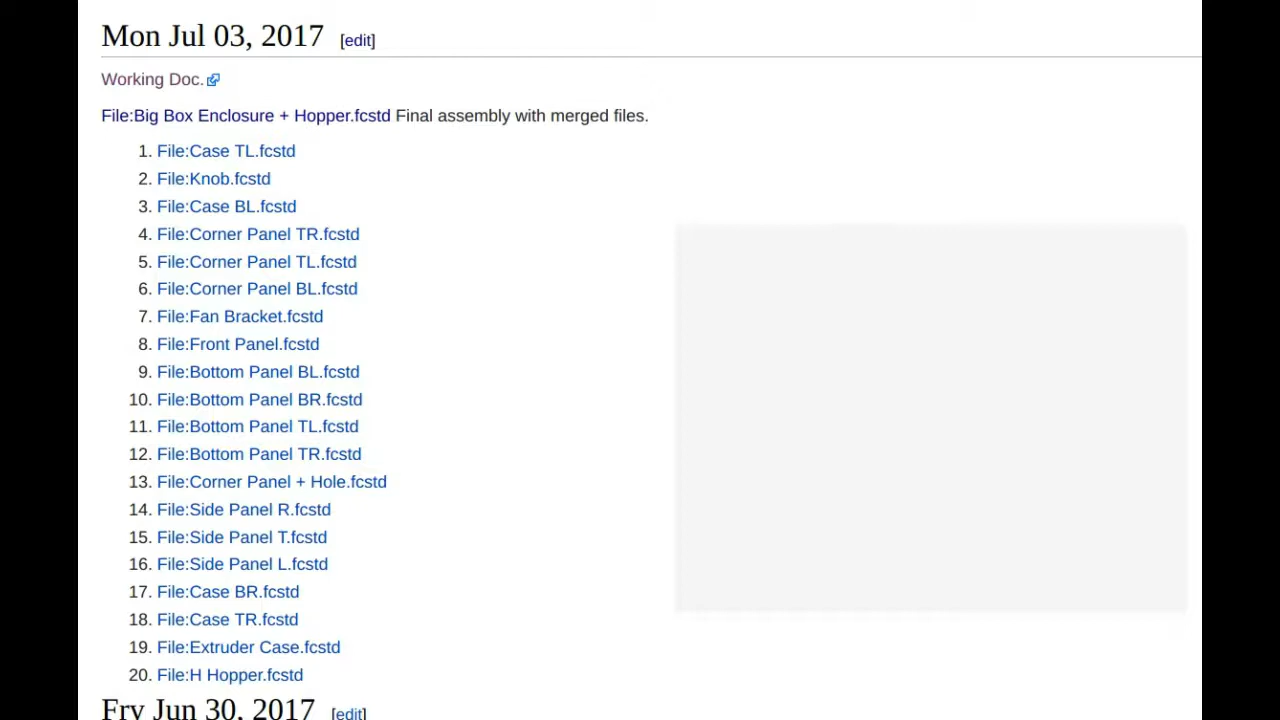 Mon Jul 03, 2017 [edit]
Working Doc.
File:Big Box Enclosure + Hopper.fcstd Final assembly with merged files.
1. File:Case TL.fcstd
2. File:Knob.fcstd
3. File:Case BL.fcstd
4. File:Corner Panel TR.fcstd
5. File:Corner Panel TL.fcstd
6. File:Corner Panel BL.fcstd
7. File:Fan Bracket.fcstd
8. File:Front Panel.fcstd
9. File:Bottom Panel BL.fcstd
10. File:Bottom Panel BR.fcstd
11. File:Bottom Panel TL.fcstd
12. File:Bottom Panel TR.fcstd
13. File:Corner Panel + Hole.fcstd
14. File:Side Panel R.fcstd
15. File:Side Panel T.fcstd
16. File:Side Panel L.fcstd
17. File:Case BR.fcstd
18. File:Case TR.fcstd
19. File:Extruder Case.fcstd
20. File:H Hopper.fcstd
Fry Jun 30, 2017 [edit]